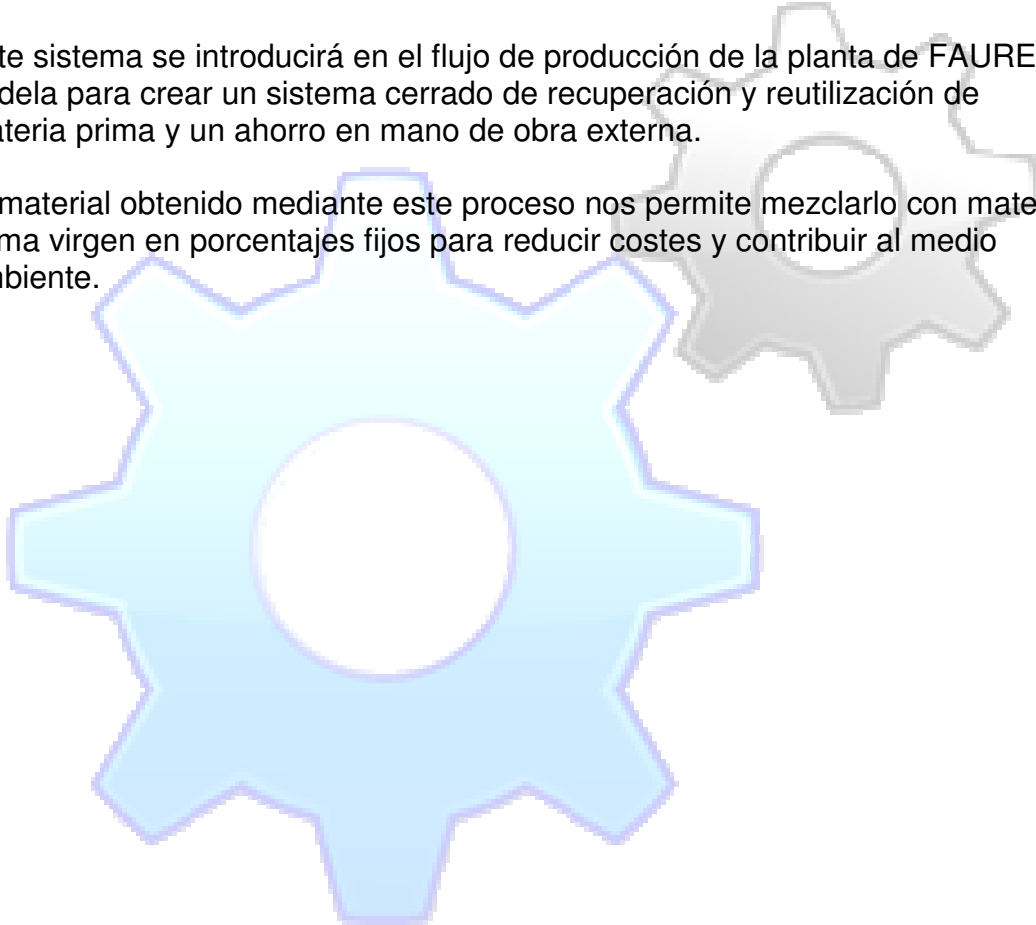 te sistema se introducirá en el flujo de producción de la planta de FAURE
dela para crear un sistema cerrado de recuperación y reutilización de
ateria prima y un ahorro en mano de obra externa.
material obtenido mediante este proceso nos permite mezclarlo con mate
ma virgen en porcentajes fijos para reducir costes y contribuir al medio
biente.